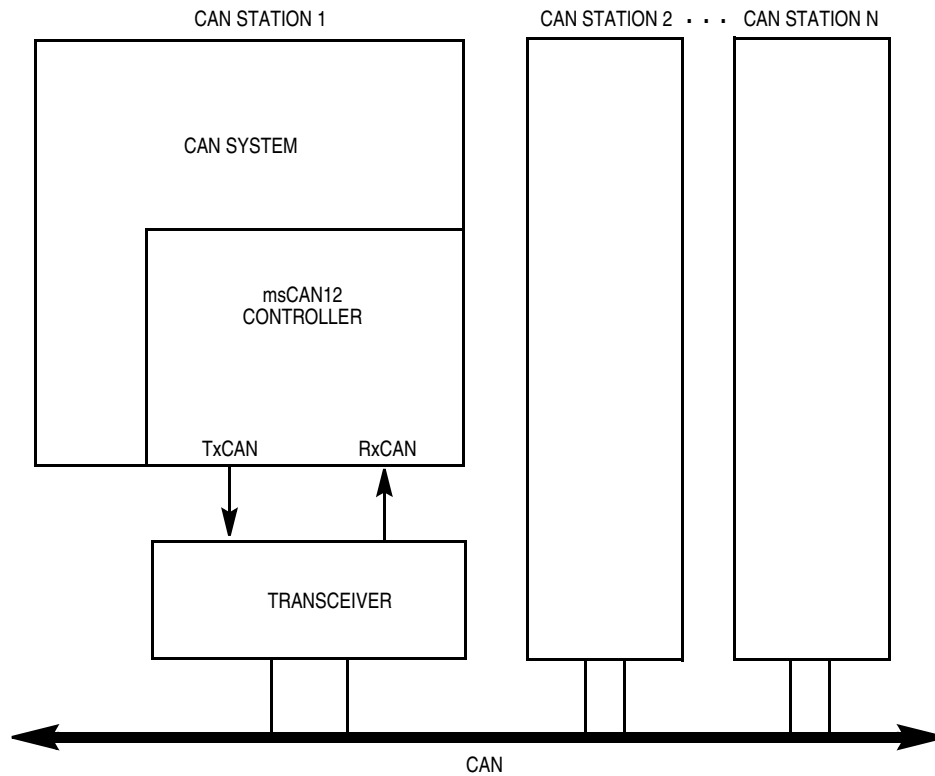 CAN STATION 1
CAN STATION 2 . . . CAN STATION N
CAN SYSTEM
msCAN12
CONTROLLER
TxCAN
RxCAN
TRANSCEIVER
CAN